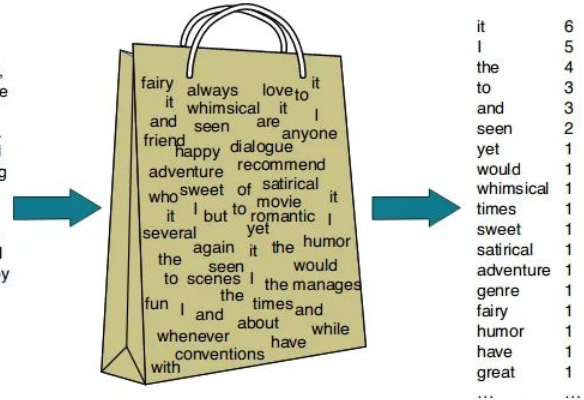 fairy always love to it
it whimsical it I
and seen are anyone
friend happy dialogue
adventure recommend
who sweet of satirical it
it I but to movie romantic I
several yet
again it the humor
the seen would
to scenes I the manages
fun I and the times and
about while
whenever have
conventions
with
it 6
I 5
the 4
to 3
and 3
seen 2
yet 1
would 1
whimsical 1
times 1
sweet 1
satirical 1
adventure 1
genre 1
fairy 1
humor 1
have 1
great 1
... ...